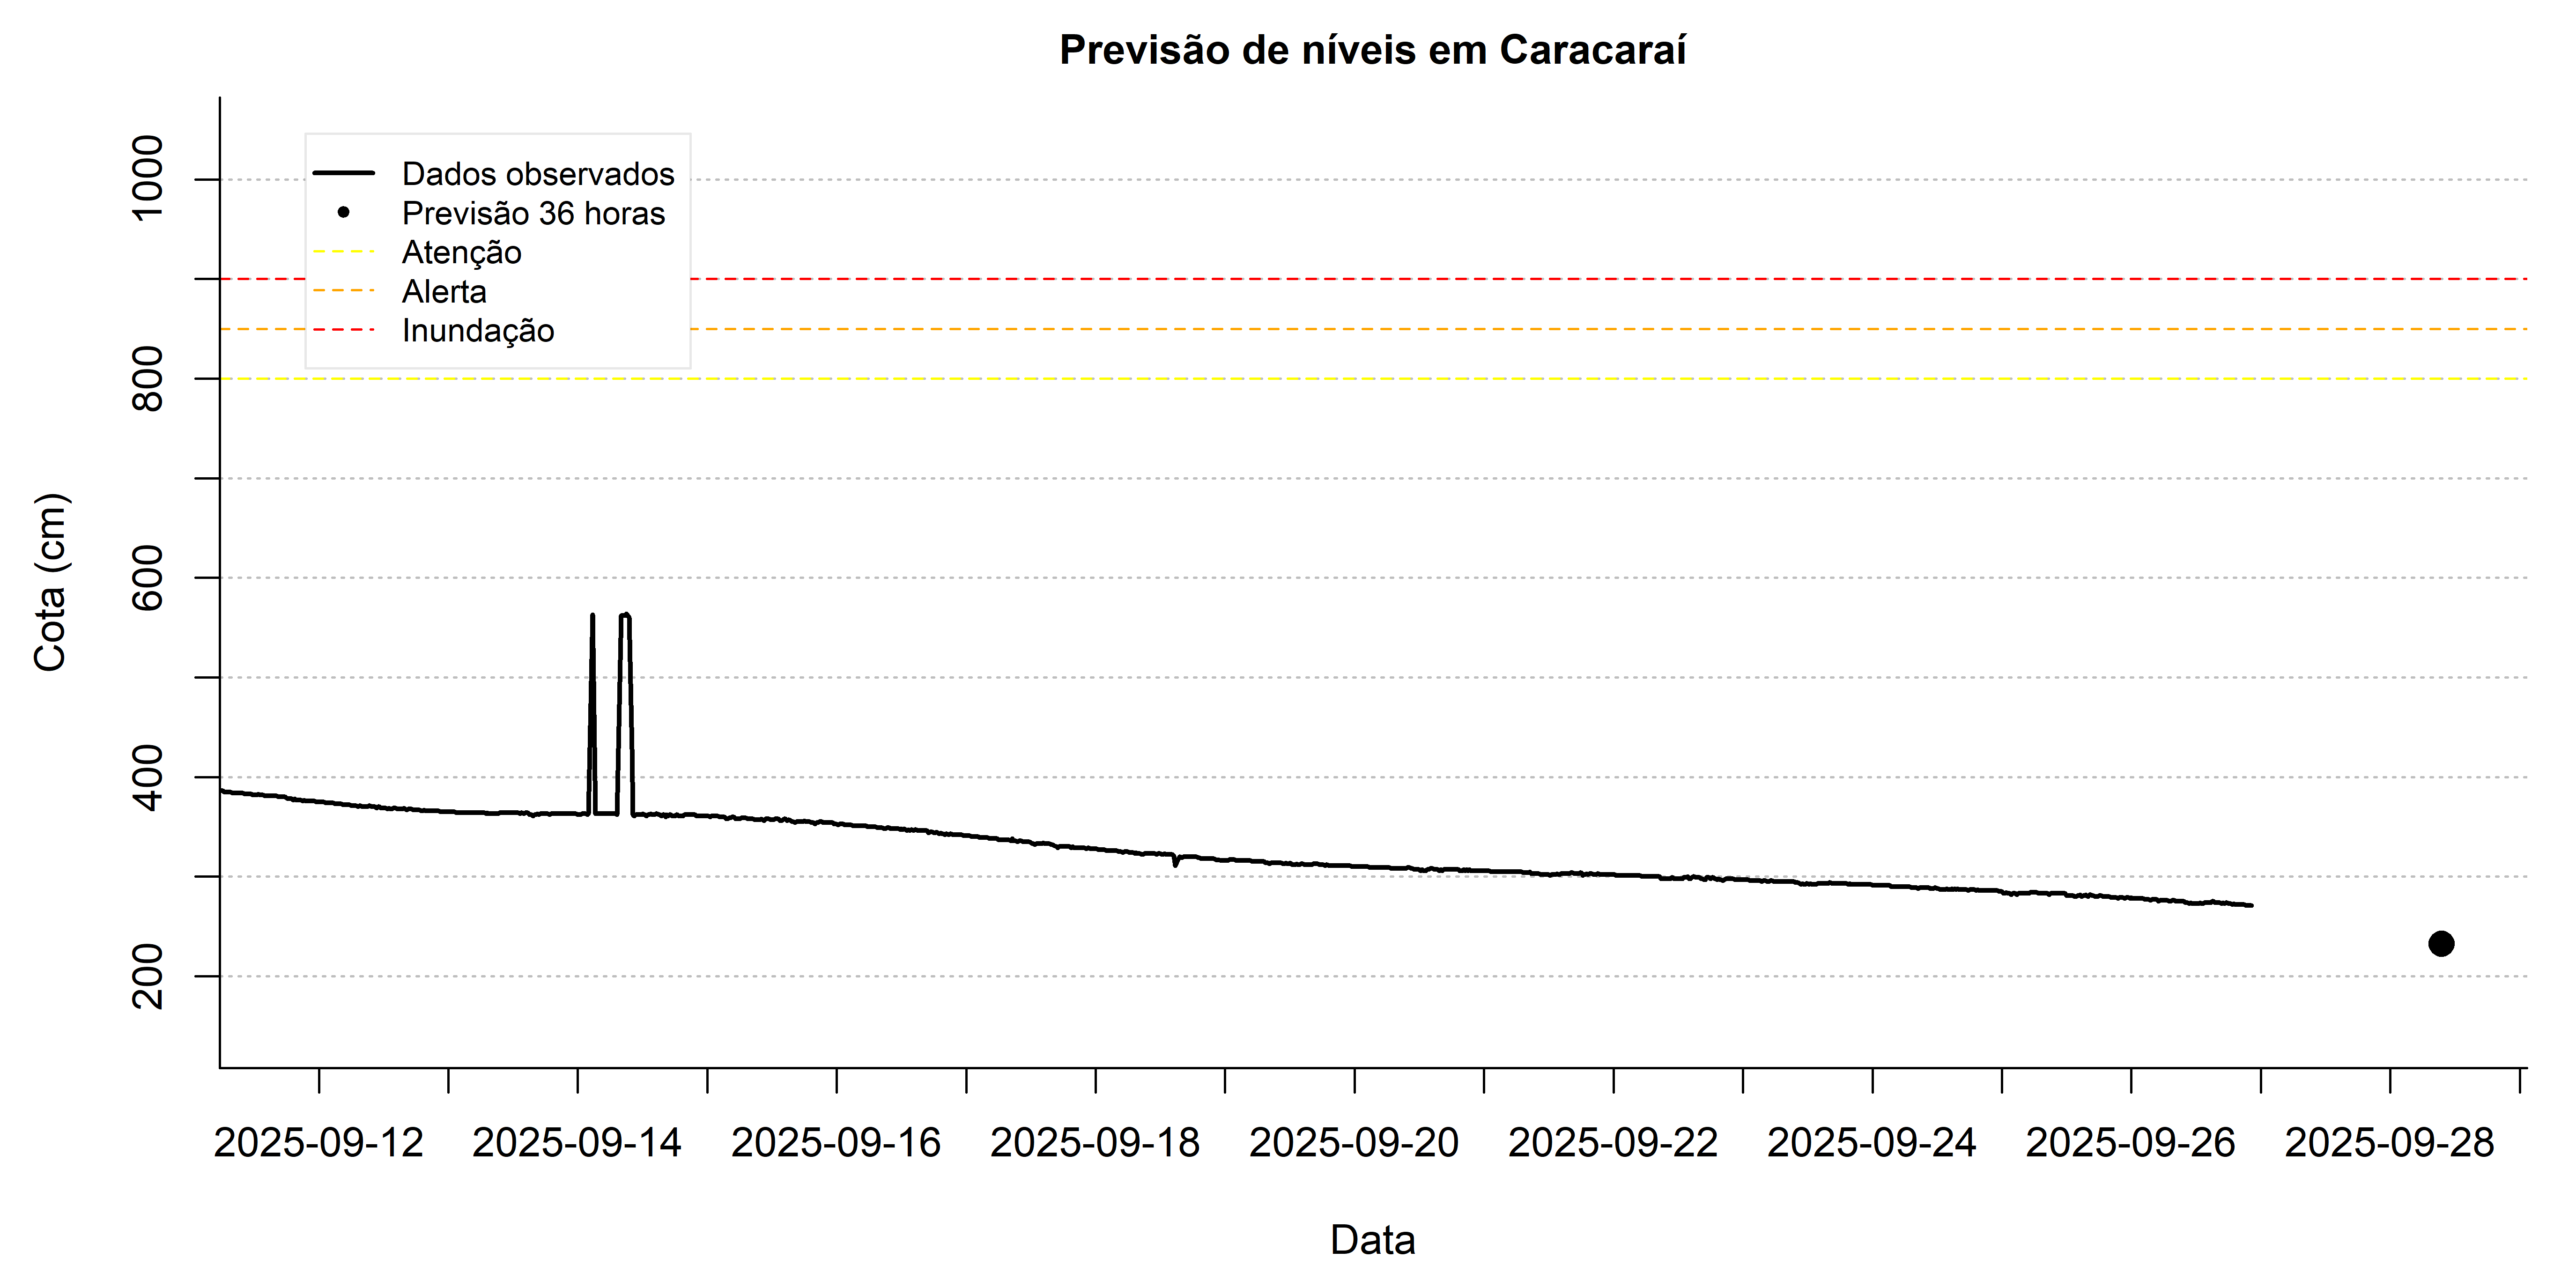 Previsão de níveis em Caracaraí
Dados observados
Previsão 36 horas
Atenção
Alerta
Inundação
1000
800
600
400
200
Cota (cm)
2025-09-12 2025-09-14 2025-09-16 2025-09-18 2025-09-20 2025-09-22 2025-09-24 2025-09-26 2025-09-28
Data